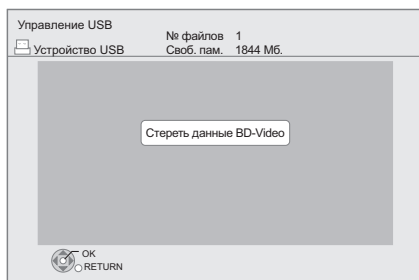 Управление USB
№ файлов 1
Устройство USB Своб. пам. 1844 Мб.
Стереть данные BD-Video
OK
RETURN